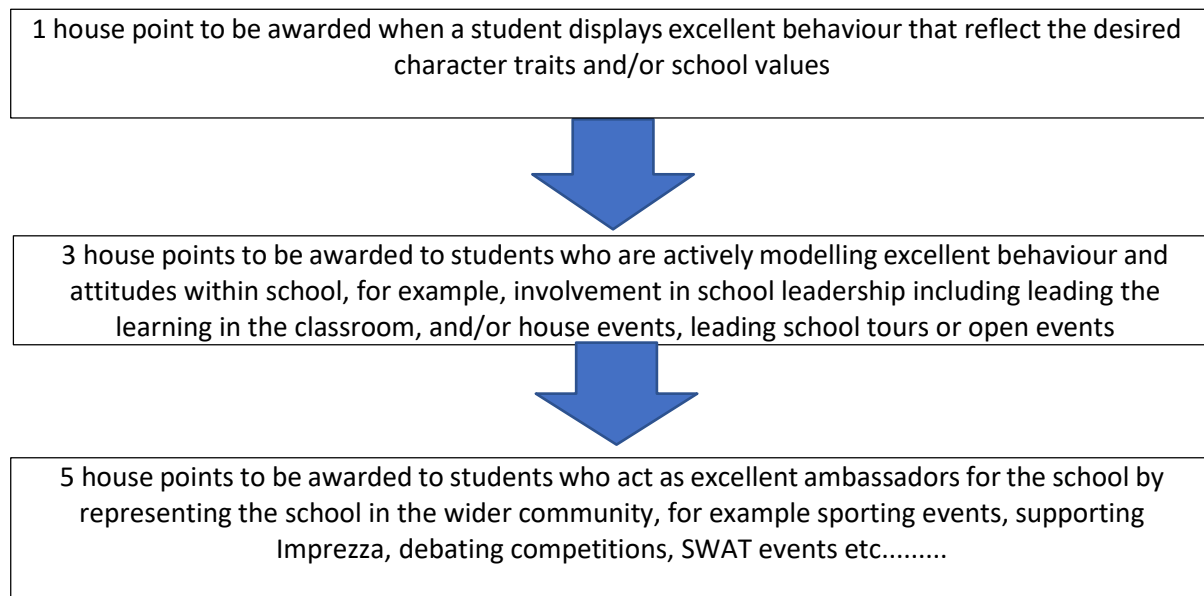 1 house point to be awarded when a student displays excellent behaviour that reflect the desired
character traits and/or school values
3 house points to be awarded to students who are actively modelling excellent behaviour and
attitudes within school, for example, involvement in school leadership including leading the
learning in the classroom, and/or house events, leading school tours or open events
5 house points to be awarded to students who act as excellent ambassadors for the school by
representing the school in the wider community, for example sporting events, supporting
Imprezza, debating competitions, SWAT events etc.........